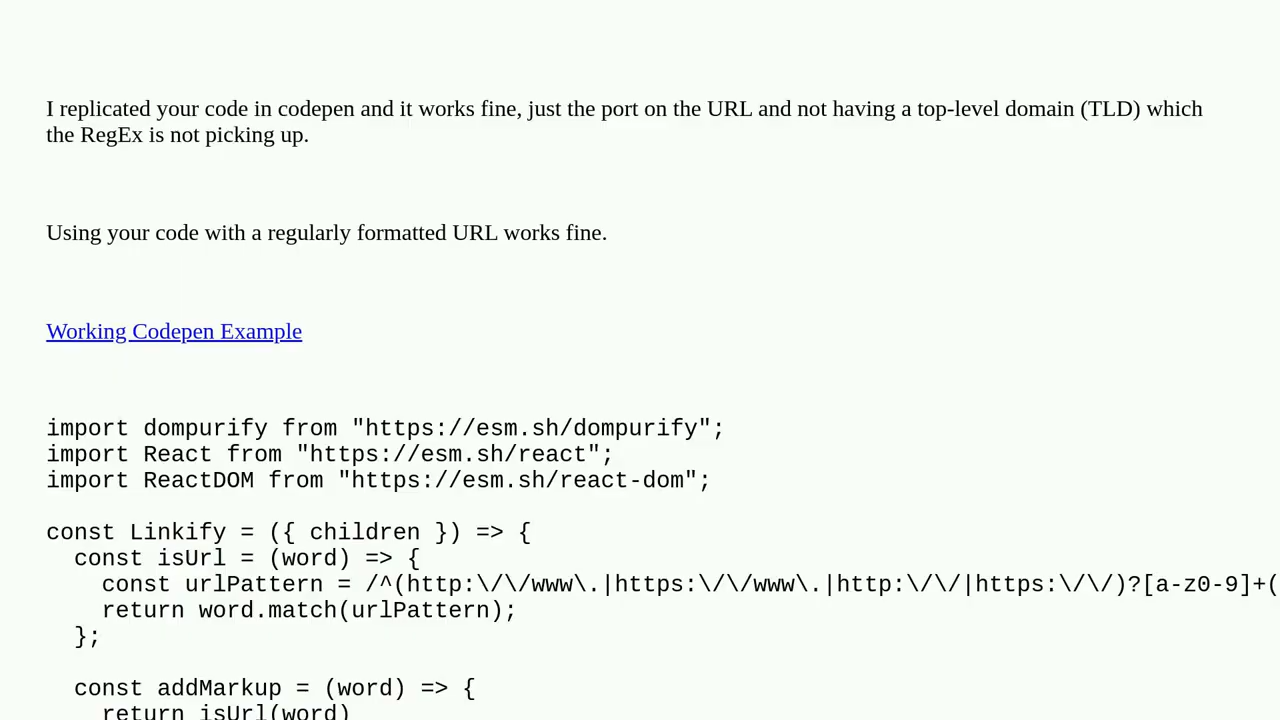 I replicated your code in codepen and it works fine, just the port on the URL and not having a top-level domain (TLD) which
the RegEx is not picking up.
Using your code with a regularly formatted URL works fine.
Working Codepen Example
import dompurify from "https://esm.sh/dompurify";
import React from "https://esm.sh/react";
import ReactDOM from "https://esm.sh/react-dom";
const Linkify = ({ children }) => {
  const isUrl = (word) => {
    const urlPattern = /^(http:\/\/www\.|https:\/\/www\.|http:\/\/|https:\/\/)?[a-z0-9]+(
    return word.match(urlPattern);
  };
  const addMarkup = (word) => {
    return isUrl(word)